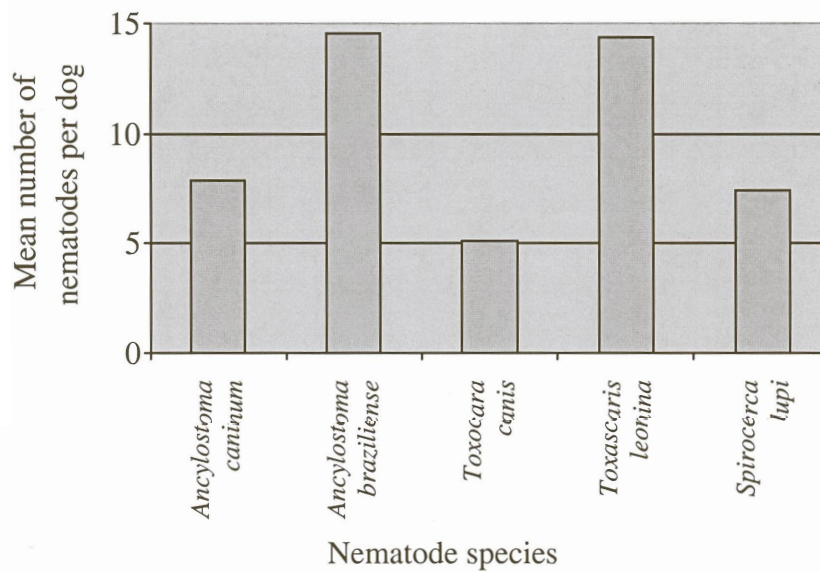 Mean number of
nematodes per dog
15
10
5
0
Ancylostoma
caninum
Ancylostoma
braziliense
Toxocara
canis
Toxascaris
leonina
Spirocerca
lupi
Nematode species